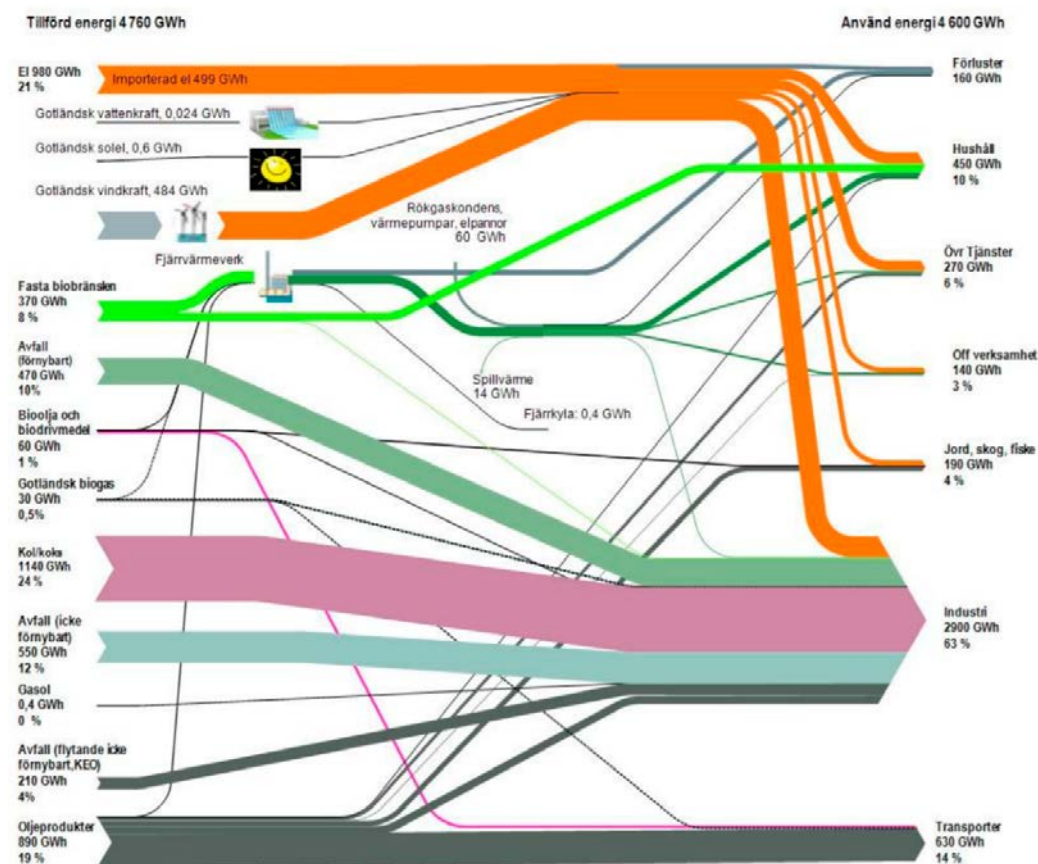 Tillförd energi 4 760 GWh
Använd energi 4 600 GWh
El 980 GWh
21 %
Importerad el 499 GWh
Gotländsk vattenkraft, 0,024 GWh
Gotländsk solel, 0,6 GWh
Gotländsk vindkraft, 484 GWh
Rökgaskondens,
värmepumpar, elpannor
60 GWh
Fjärrvärmeverk
Fasta biobränslen
370 GWh
8 %
Avfall
(förnybart)
470 GWh
10%
Spillvärme
14 GWh
Fjärrkyla: 0,4 GWh
Bioolja och
biodrivmedel
60 GWh
1 %
Gotländsk biogas
30 GWh
0,5%
Kol/koks
1140 GWh
24 %
Avfall (icke
förnybart)
550 GWh
12 %
Gasol
0,4 GWh
0 %
Avfall (flytande icke
förnybart,KEO)
210 GWh
4%
Oljeprodukter
890 GWh
19 %
Förluster
160 GWh
Hushåll
450 GWh
10 %
Övr Tjänster
270 GWh
6 %
Off verksamhet
140 GWh
3 %
Jord, skog, fiske
190 GWh
4 %
Industri
2900 GWh
63 %
Transporter
630 GWh
14 %